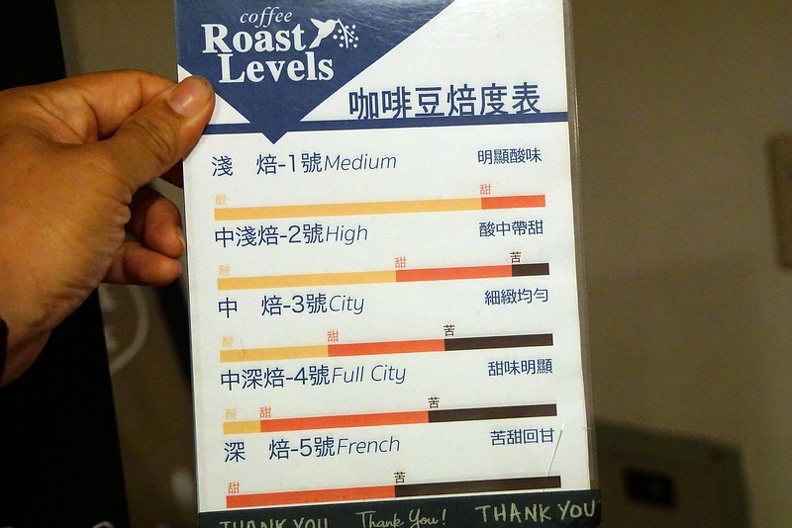 coffee
Roast
Levels
咖啡豆焙度表
淺 焙-1號Medium 明顯酸味
酸 甜
中淺焙-2號High 酸中帶甜
酸 甜 苦
中 焙-3號City 細緻均勻
酸 甜 苦
中深焙-4號Full City 甜味明顯
酸 甜 苦
深 焙-5號French 苦甜回甘
甜 苦
THANK YOU Thank You! THANK YOU